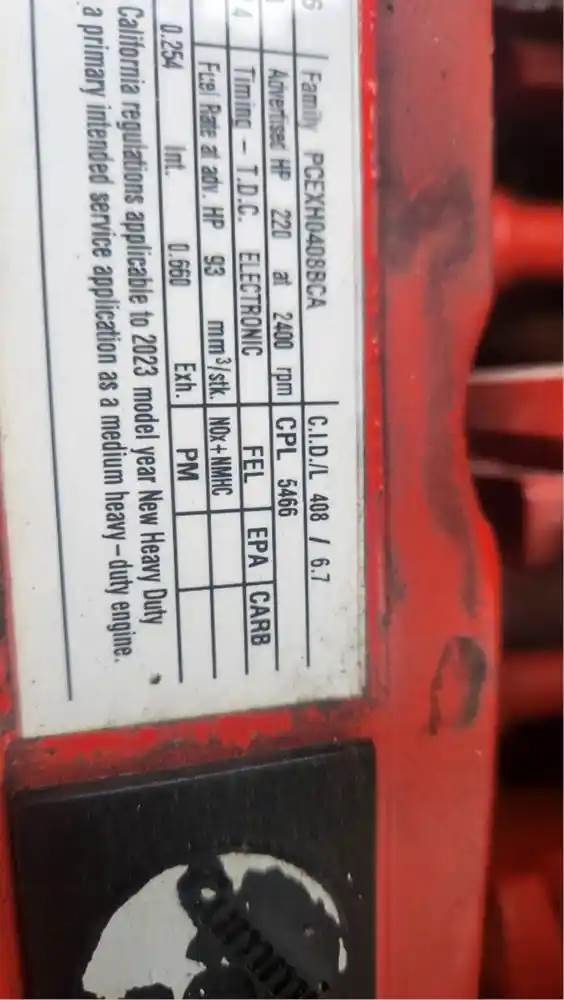 6 Family PCEXH0408BCA C.I.D./L 408 / 6.7
Advertised HP 220 at 2400 rpm CPL 5466
4 Timing - T.D.C. ELECTRONIC FEL EPA CARB
Fuel Rate at adv. HP 93 mm³/stk. NOx+NMHC
0.254 Int. 0.660 Exh. PM
California regulations applicable to 2023 model year New Heavy Duty
a primary intended service application as a medium heavy-duty engine.